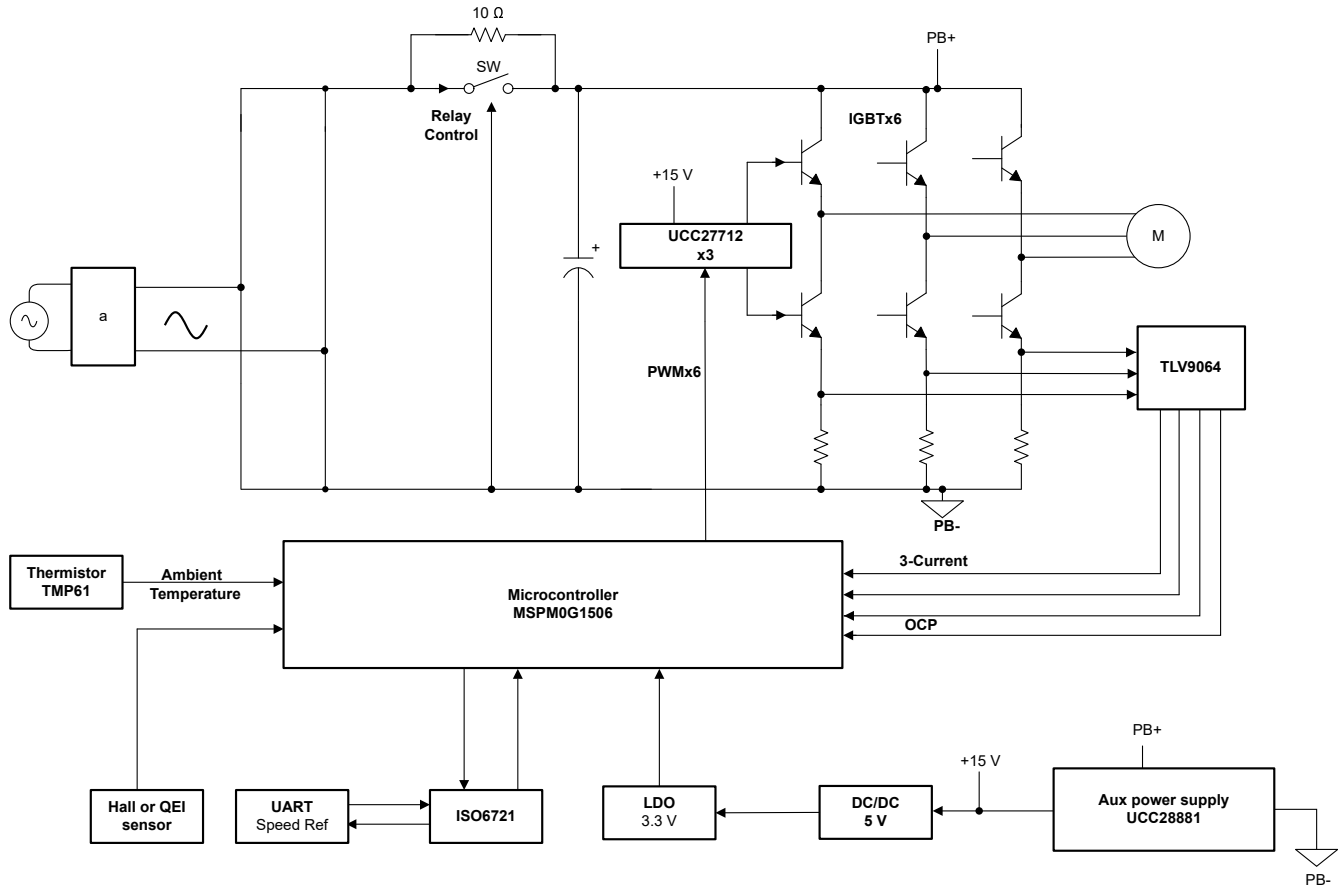 10 Ω
SW
Relay
Control
PB+
IGBTx6
+15 V
UCC27712
x3
M
a
PWMx6
TLV9064
PB-
Thermistor
TMP61
Ambient
Temperature
Microcontroller
MSPM0G1506
3-Current
OCP
Hall or QEI
sensor
UART
Speed Ref
ISO6721
LDO
3.3 V
DC/DC
5 V
+15 V
PB+
Aux power supply
UCC28881
PB-
+